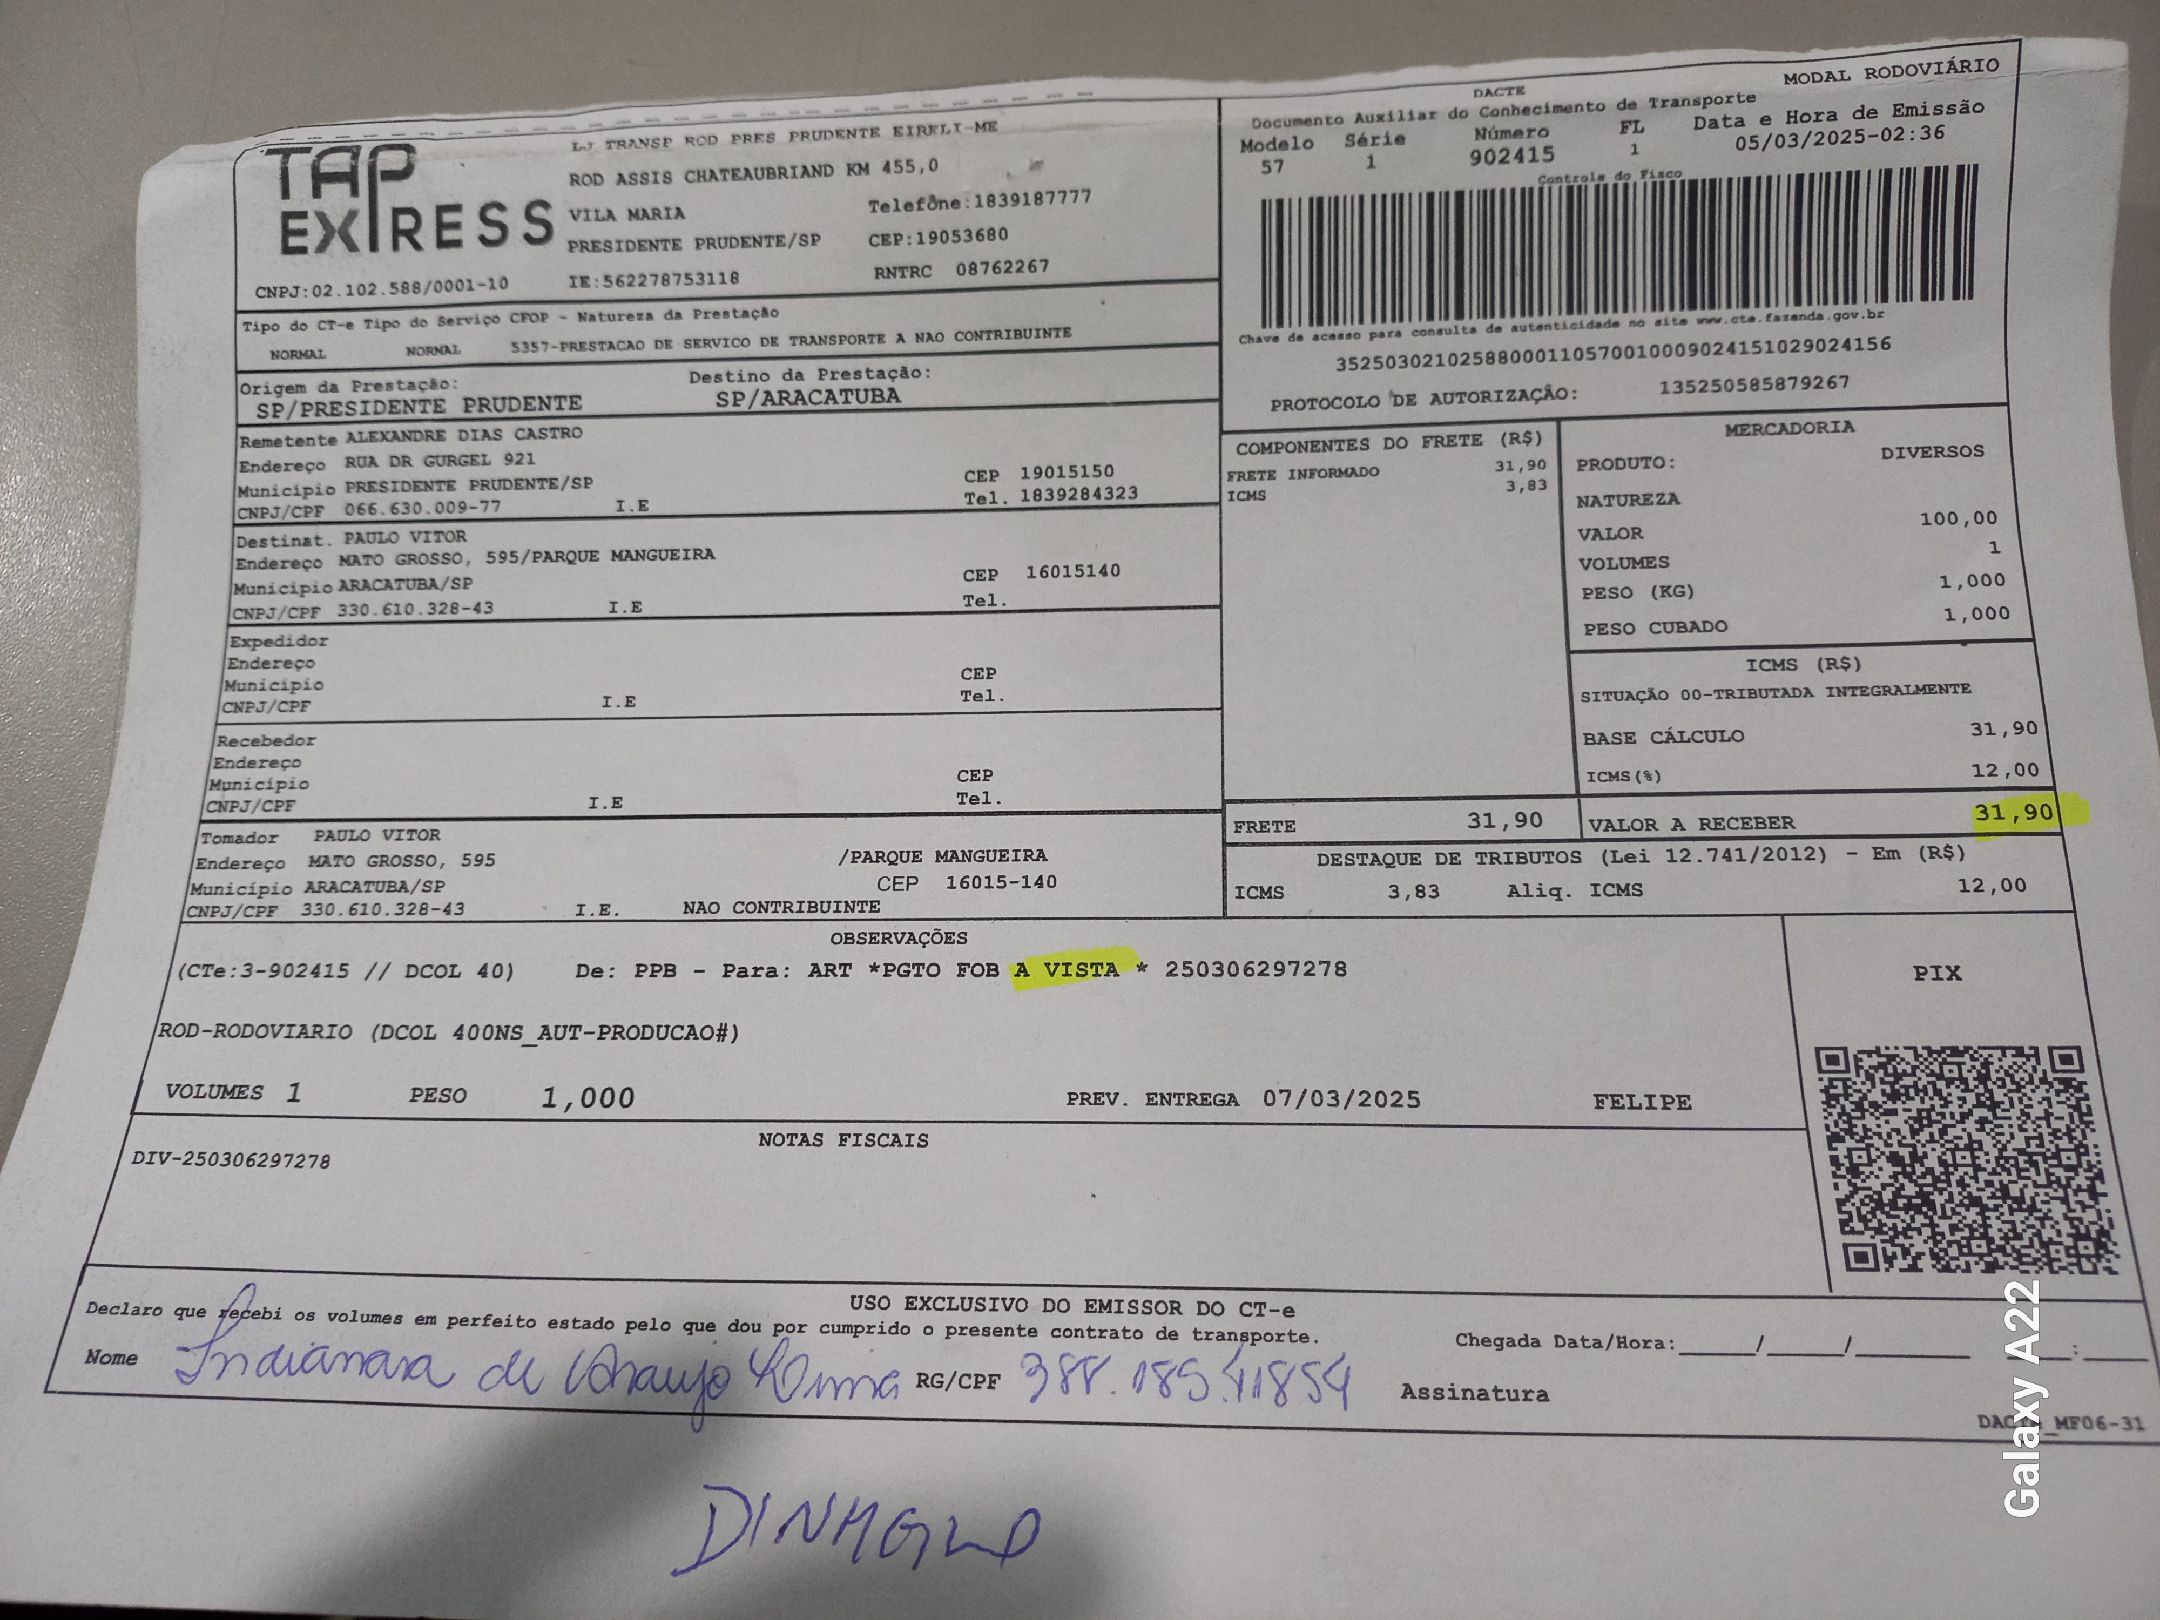 TAP EXPRESS
LJ TRANSP ROD PRES PRUDENTE EIRELI-ME
ROD ASSIS CHATEAUBRIAND KM 455,0
VILA MARIA Telefône:1839187777
PRESIDENTE PRUDENTE/SP CEP:19053680
CNPJ:02.102.588/0001-10 IE:562278753118 RNTRC 08762267
MODAL RODOVIÁRIO
DACTE
Documento Auxiliar do Conhecimento de Transporte
Modelo Série Número FL Data e Hora de Emissão
57 1 902415 1 05/03/2025-02:36
Controle do Fisco
Chave de acesso para consulta de autenticidade no site www.cte.fazenda.gov.br
35250302102588000110570010009024151029024156
PROTOCOLO DE AUTORIZAÇÂO: 135250585879267
Tipo do CT-e Tipo do Serviço CFOP - Natureza da Prestação
NORMAL NORMAL 5357-PRESTACAO DE SERVICO DE TRANSPORTE A NAO CONTRIBUINTE
Origem da Prestação: Destino da Prestação:
SP/PRESIDENTE PRUDENTE SP/ARACATUBA
Remetente ALEXANDRE DIAS CASTRO
Endereço RUA DR GURGEL 921 CEP 19015150
Município PRESIDENTE PRUDENTE/SP Tel. 1839284323
CNPJ/CPF 066.630.009-77 I.E
Destinat. PAULO VITOR
Endereço MATO GROSSO, 595/PARQUE MANGUEIRA
Município ARACATUBA/SP CEP 16015140
CNPJ/CPF 330.610.328-43 I.E Tel.
Expedidor
Endereço
Município CEP
CNPJ/CPF I.E Tel.
Recebedor
Endereço
Município CEP
CNPJ/CPF I.E Tel.
Tomador PAULO VITOR
Endereço MATO GROSSO, 595 /PARQUE MANGUEIRA
Município ARACATUBA/SP CEP 16015-140
CNPJ/CPF 330.610.328-43 I.E. NAO CONTRIBUINTE
COMPONENTES DO FRETE (R$)
FRETE INFORMADO 31,90
ICMS 3,83
MERCADORIA
PRODUTO: DIVERSOS
NATUREZA
VALOR 100,00
VOLUMES 1
PESO (KG) 1,000
PESO CUBADO 1,000
ICMS (R$)
SITUAÇÃO 00-TRIBUTADA INTEGRALMENTE
BASE CÁLCULO 31,90
ICMS(%) 12,00
FRETE 31,90 VALOR A RECEBER 31,90
DESTAQUE DE TRIBUTOS (Lei 12.741/2012) - Em (R$)
ICMS 3,83 Aliq. ICMS 12,00
OBSERVAÇÕES
(CTe:3-902415 // DCOL 40) De: PPB - Para: ART *PGTO FOB A VISTA * 250306297278
ROD-RODOVIARIO (DCOL 400NS_AUT-PRODUCAO#)
VOLUMES 1 PESO 1,000 PREV. ENTREGA 07/03/2025 FELIPE
PIX
NOTAS FISCAIS
DIV-250306297278
USO EXCLUSIVO DO EMISSOR DO CT-e
Declaro que recebi os volumes em perfeito estado pelo que dou por cumprido o presente contrato de transporte.
Chegada Data/Hora:_____/_____/_______ ____:____
Nome Indianara de Araujo RG/CPF Assinatura
DACTE_MF06-31
Galaxy A22